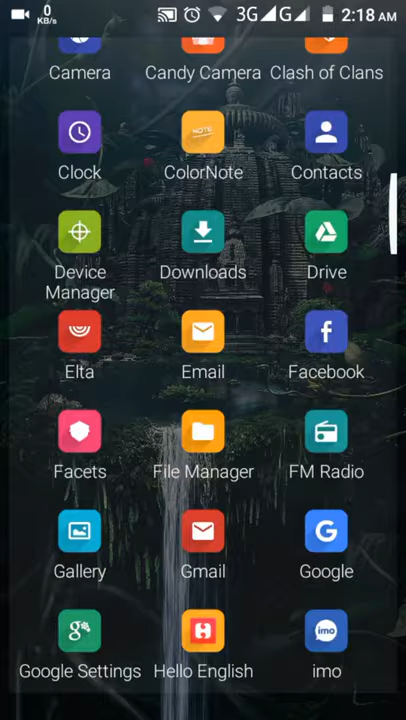 0
KB/s
3G G 2:18 AM
Camera Candy Camera Clash of Clans
NOTE
Clock ColorNote Contacts
Device
Manager
Downloads Drive
Elta Email Facebook
Facets File Manager FM Radio
Gallery Gmail Google
g
imo
Google Settings Hello English imo